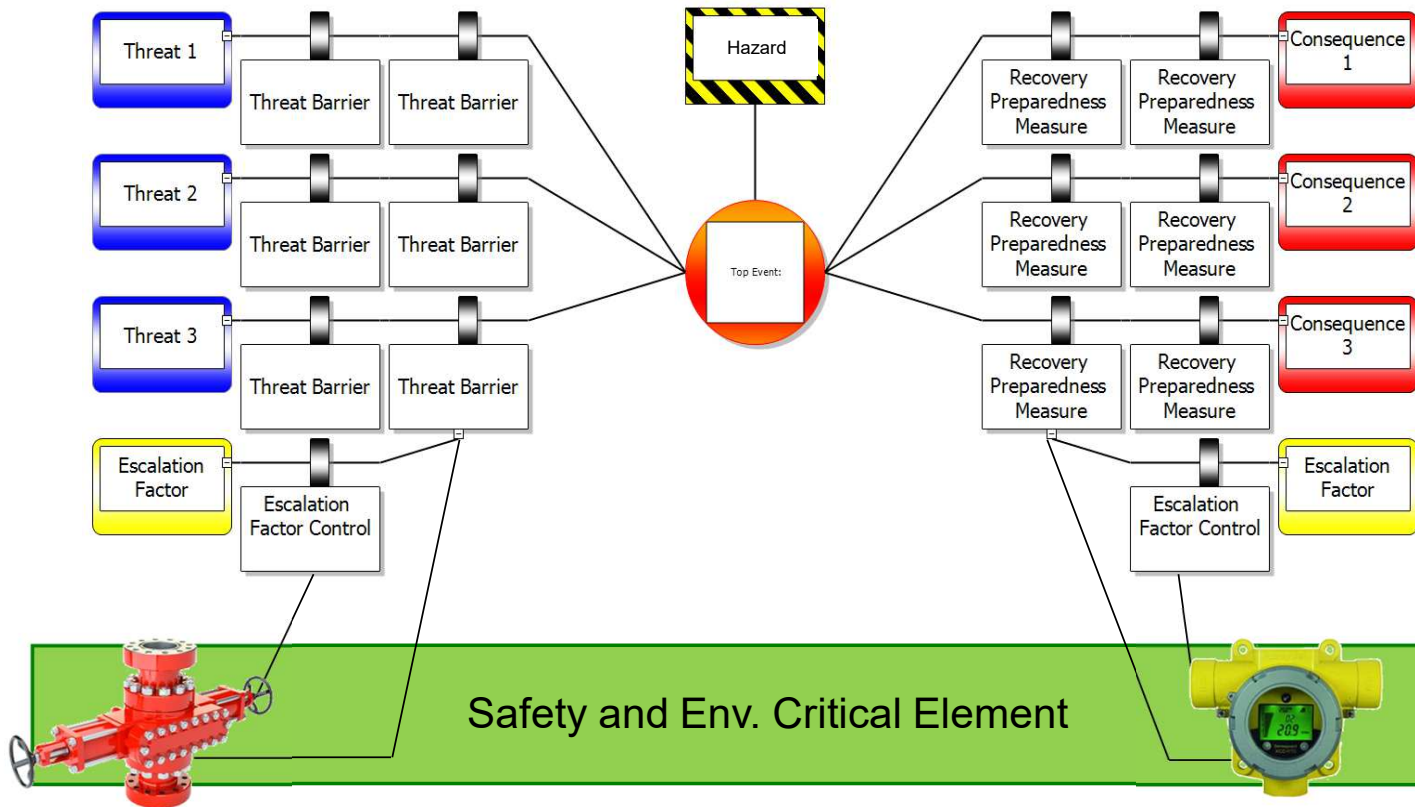 Threat 1
Threat Barrier
Threat Barrier
Hazard
Recovery
Preparedness
Measure
Recovery
Preparedness
Measure
Consequence
1
Threat 2
Threat Barrier
Threat Barrier
Top Event:
Recovery
Preparedness
Measure
Recovery
Preparedness
Measure
Consequence
2
Threat 3
Threat Barrier
Threat Barrier
Recovery
Preparedness
Measure
Recovery
Preparedness
Measure
Consequence
3
Escalation
Factor
Escalation
Factor Control
Escalation
Factor Control
Escalation
Factor
Safety and Env. Critical Element
02
20.9